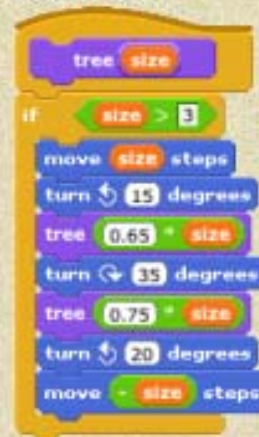 tree size
if size > 3
move size steps
turn ↺ 15 degrees
tree 0.65 * size
turn ↻ 35 degrees
tree 0.75 * size
turn ↺ 20 degrees
move - size steps